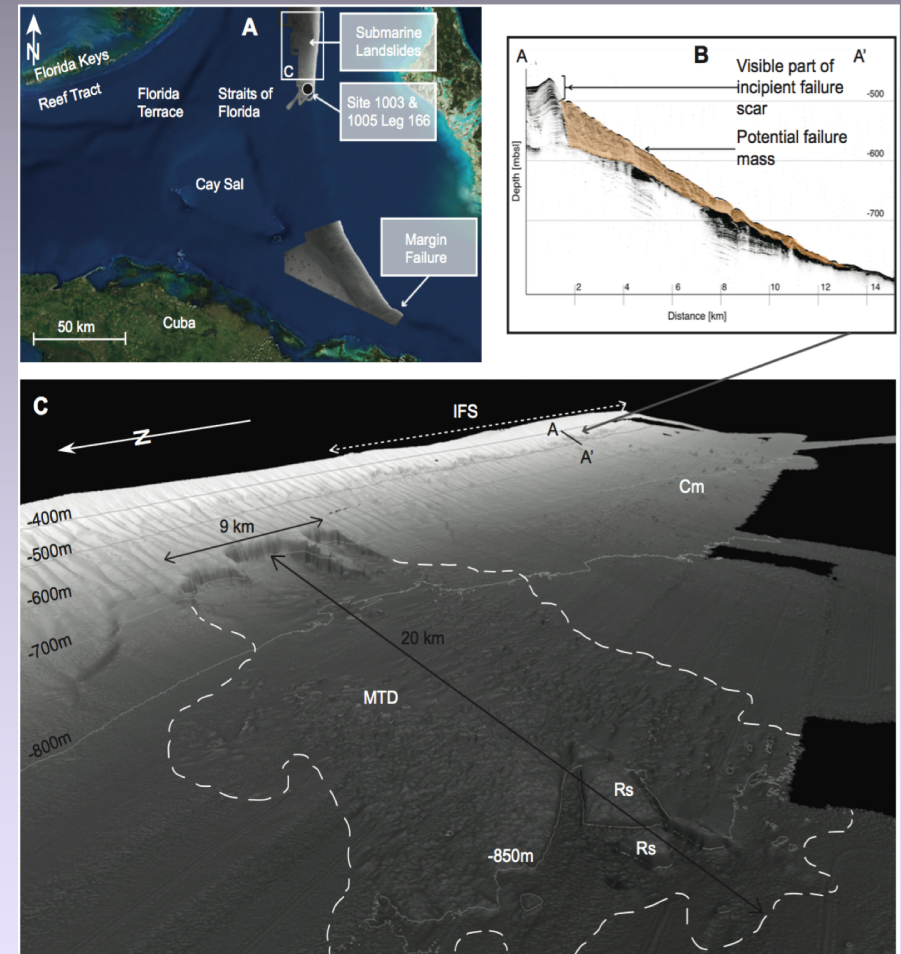 A
N
Florida Keys
Reef Tract
Florida
Terrace
Straits of
Florida
Submarine
Landslides
C
Site 1003 &
1005 Leg 166
Cay Sal
Margin
Failure
Cuba
50 km
A
B
A'
Visible part of
incipient failure
scar
Potential failure
mass
Depth [mbsl]
-500
-600
-700
2
4
6
8
10
12
14
Distance [km]
C
N
IFS
A
A'
Cm
-400m
-500m
-600m
-700m
-800m
9 km
20 km
MTD
Rs
Rs
-850m